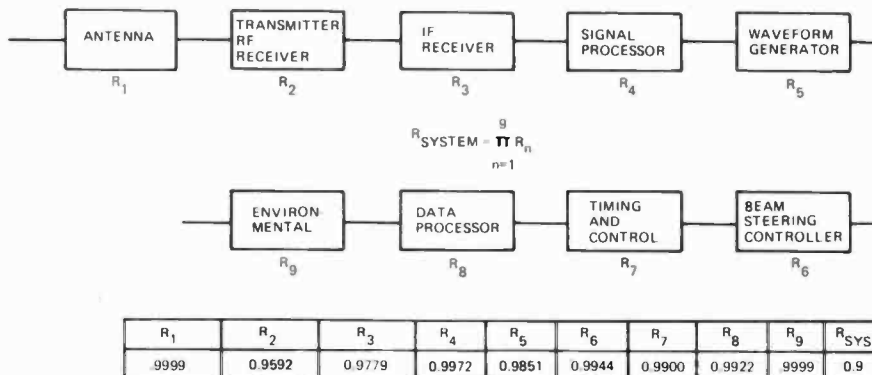 ANTENNA
R1
TRANSMITTER
RF
RECEIVER
R2
IF
RECEIVER
R3
SIGNAL
PROCESSOR
R4
WAVEFORM
GENERATOR
R5
RSYSTEM = 9 π Rn n=1
ENVIRON-
MENTAL
R9
DATA
PROCESSOR
R8
TIMING
AND
CONTROL
R7
BEAM
STEERING
CONTROLLER
R6
R1 R2 R3 R4 R5 R6 R7 R8 R9 RSYS
.9999 0.9592 0.9779 0.9972 0.9851 0.9944 0.9900 0.9922 .9999 0.9